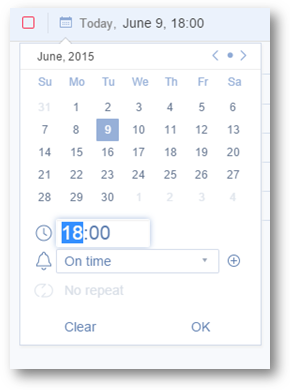 Today, June 9, 18:00
June, 2015
Su Mo Tu We Th Fr Sa
31 1 2 3 4 5 6
7 8 9 10 11 12 13
14 15 16 17 18 19 20
21 22 23 24 25 26 27
28 29 30 1 2 3 4
18:00
On time
No repeat
Clear OK